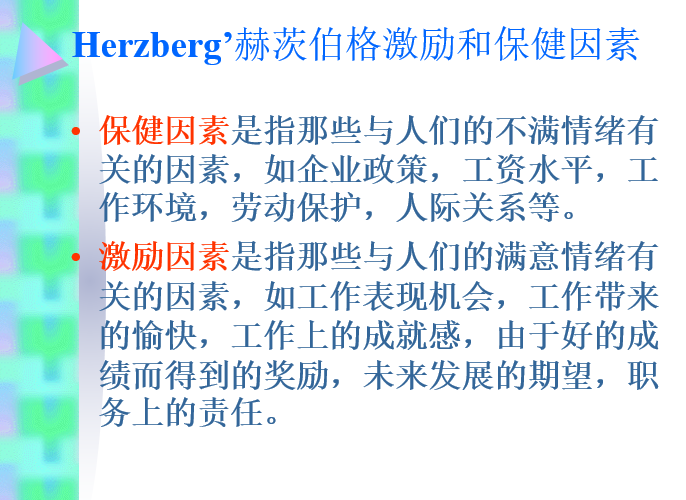 Herzberg’赫茨伯格激励和保健因素
• 保健因素是指那些与人们的不满情绪有
关的因素，如企业政策，工资水平，工
作环境，劳动保护，人际关系等。
• 激励因素是指那些与人们的满意情绪有
关的因素，如工作表现机会，工作带来
的愉快，工作上的成就感，由于好的成
绩而得到的奖励，未来发展的期望，职
务上的责任。